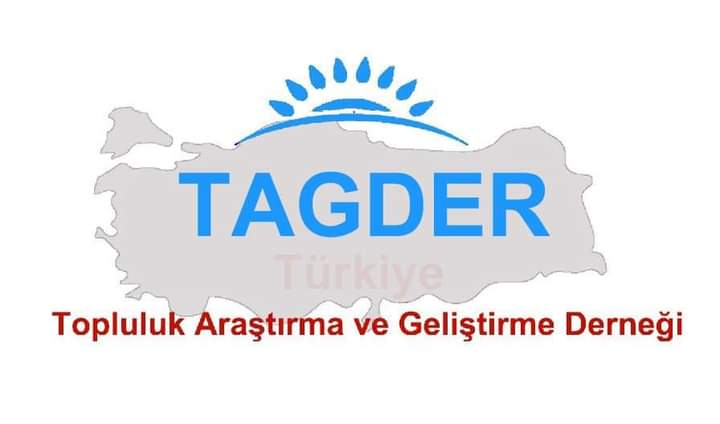 TAGDER
Türkiye
Topluluk Araştırma ve Geliştirme Derneği